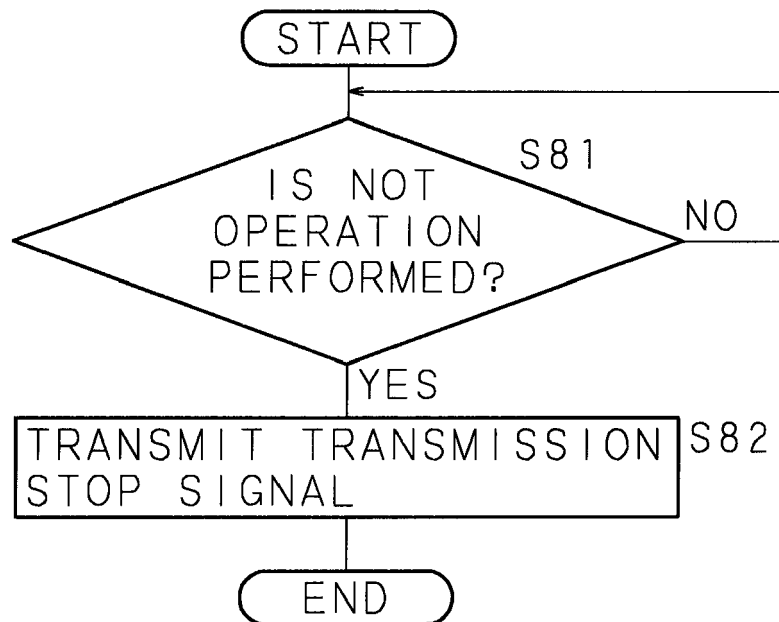 START
S81
IS NOT
OPERATION
PERFORMED?
NO
YES
TRANSMIT TRANSMISSION
STOP SIGNAL
S82
END